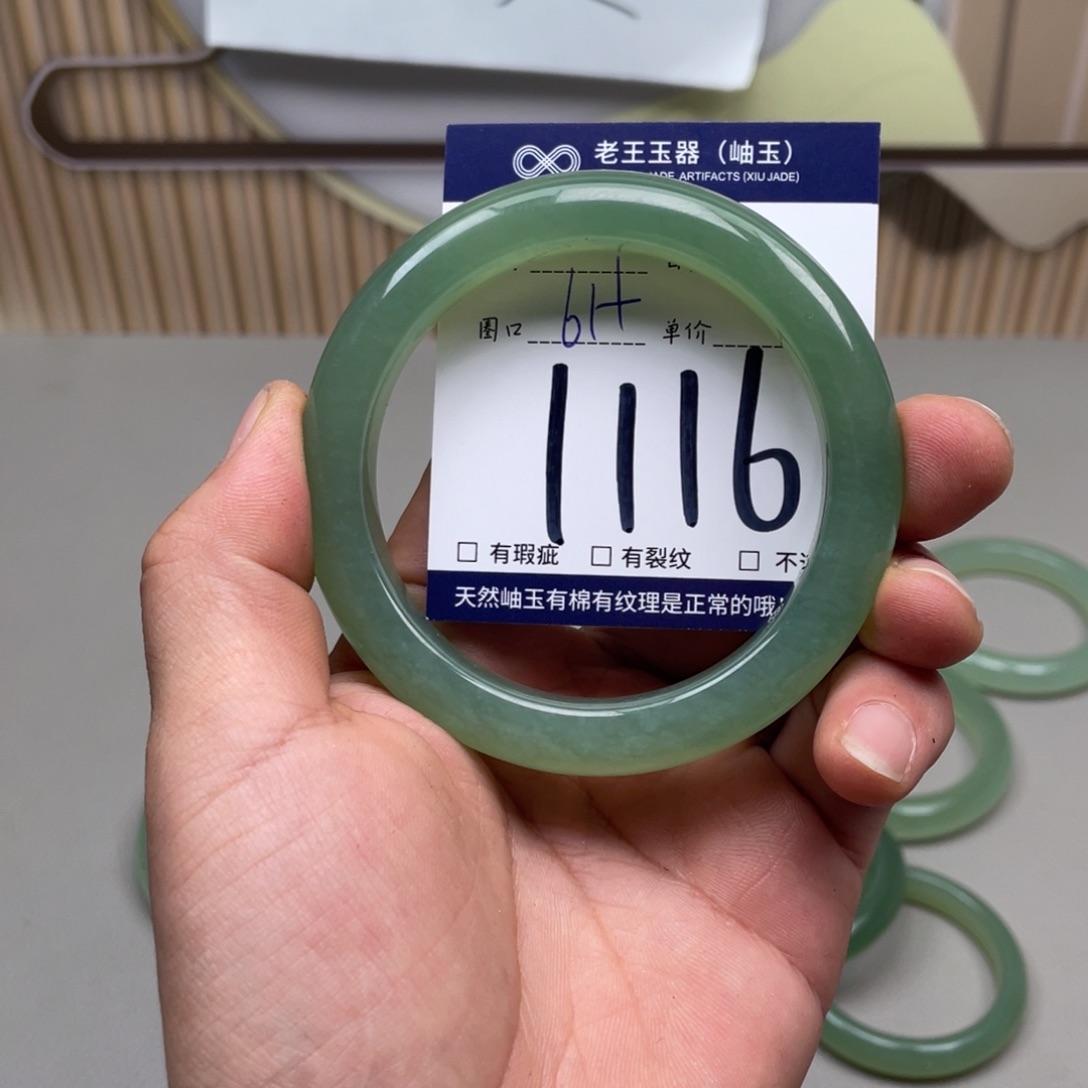 老王玉器（岫玉）
JADE ARTIFACTS (XIU JADE)
圈口 61+ 单价
1116
□ 有瑕疵 □ 有裂纹 □ 不
天然岫玉有棉有纹理是正常的哦